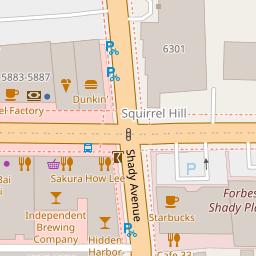 6301
5883-5887
Dunkin'
Squirrel Hill
el Factory
Bai
i
Sakura
How Lee
Shady Avenue
P
Forbes
Shady Pl
Independent
Brewing
Company
Starbucks
Hidden
Harbor
Cafe 33